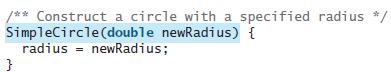 /** Construct a circle with a specified radius */
SimpleCircle(double newRadius) {
  radius = newRadius;
}